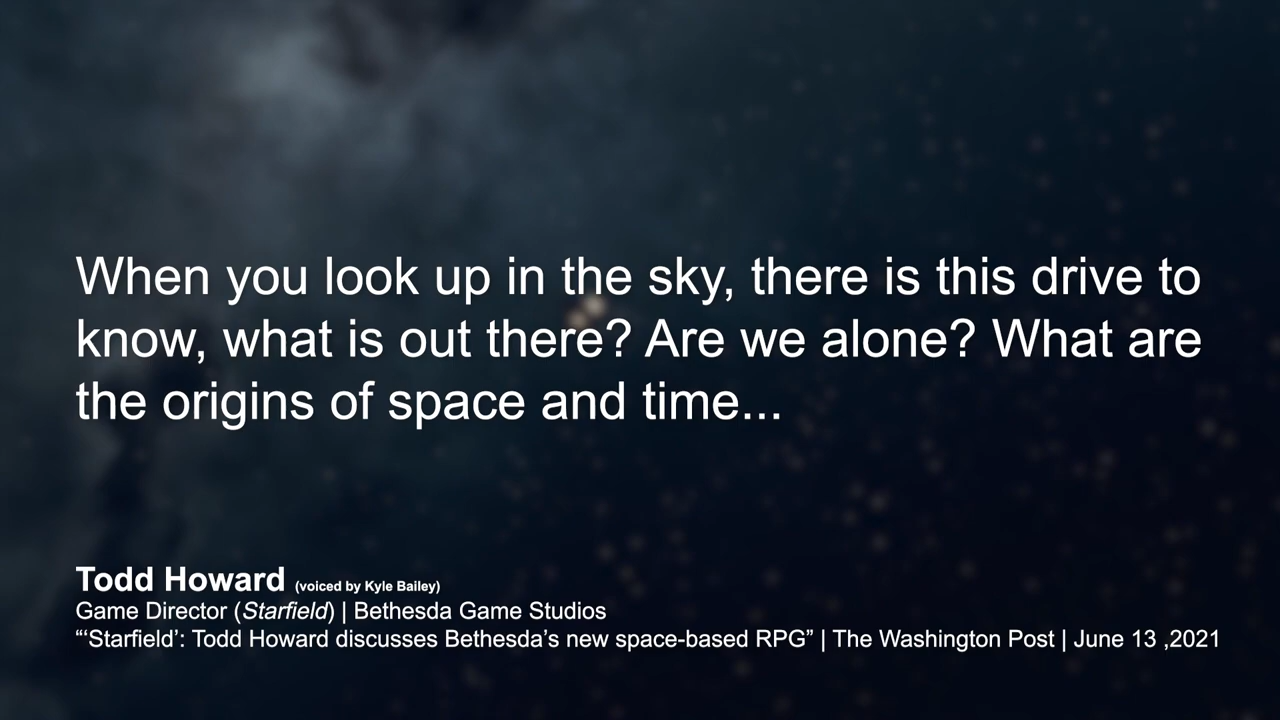 When you look up in the sky, there is this drive to
know, what is out there? Are we alone? What are
the origins of space and time...
Todd Howard (voiced by Kyle Bailey)
Game Director (Starfield) | Bethesda Game Studios
“‘Starfield’: Todd Howard discusses Bethesda’s new space-based RPG” | The Washington Post | June 13 ,2021